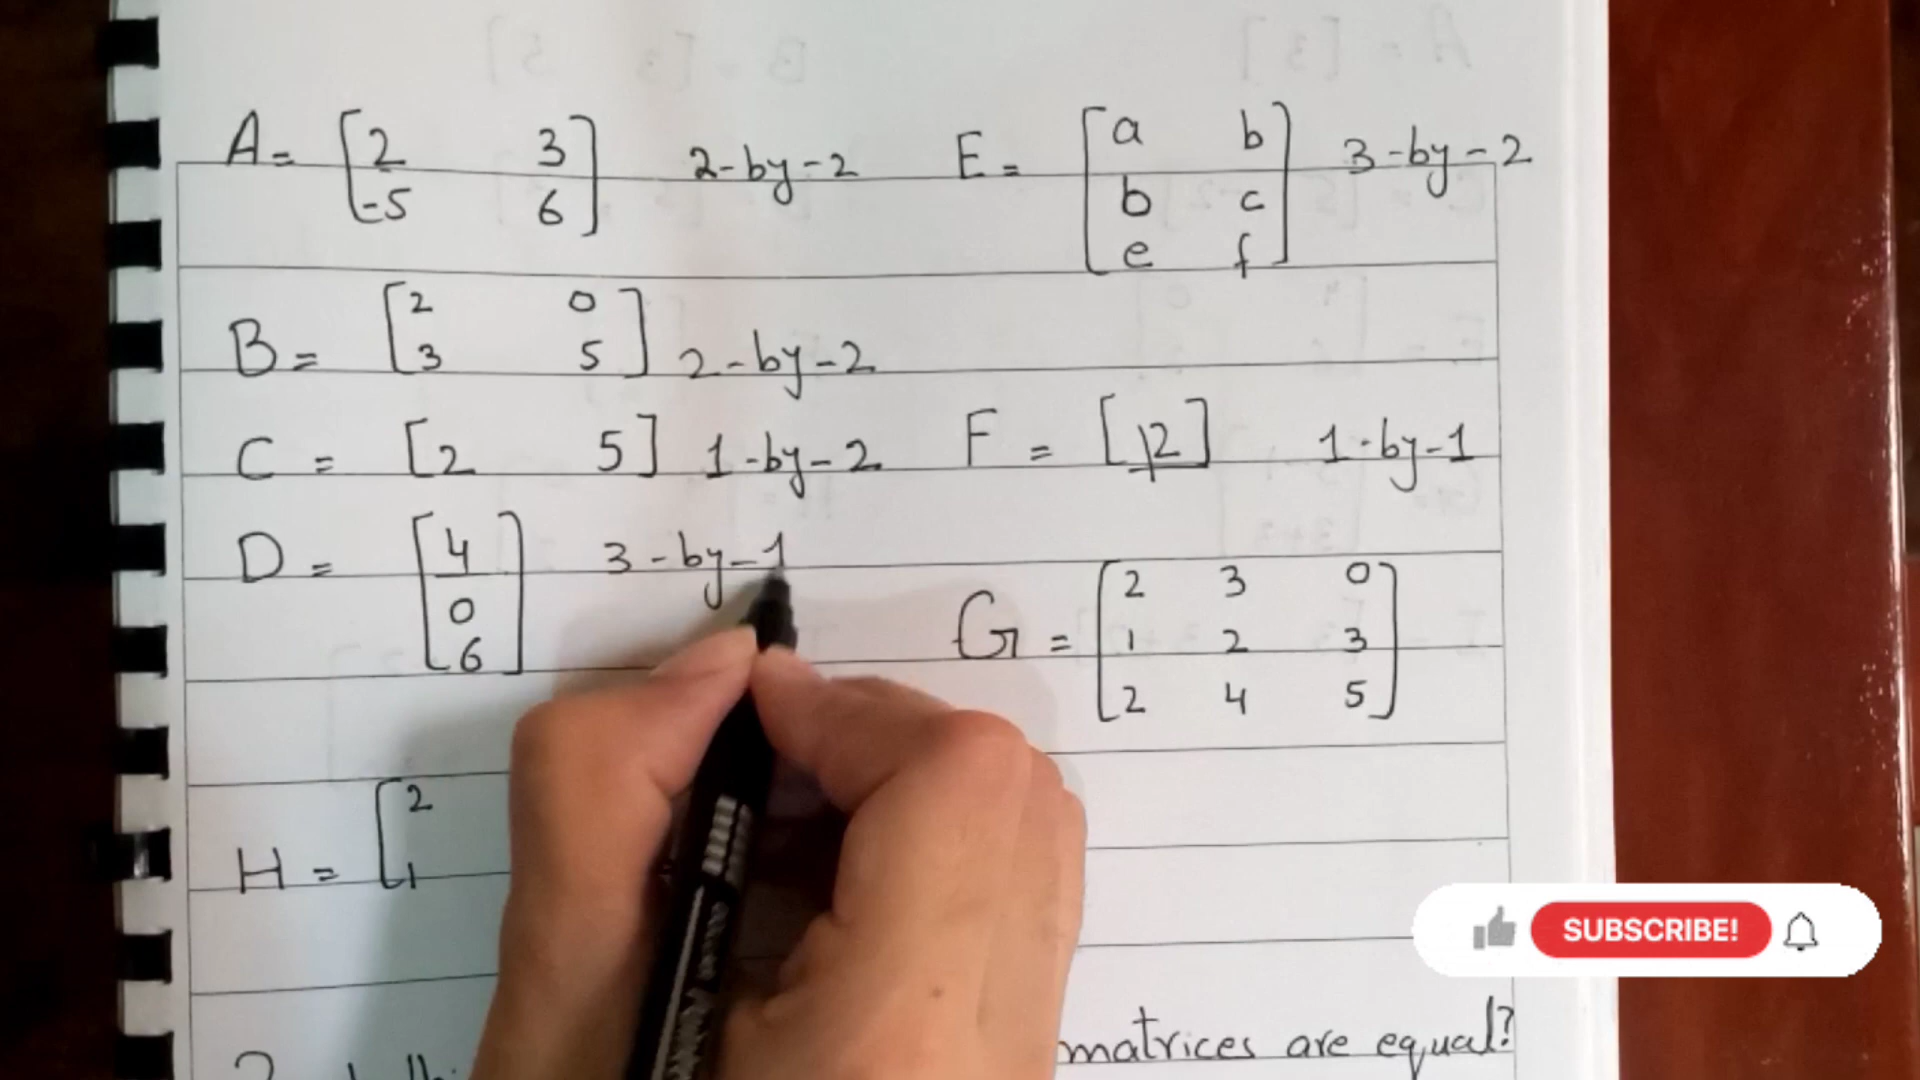 A = [2 3
-5 6] 2-by-2
B = [2 0
3 5] 2-by-2
C = [2 5] 1-by-2
D = [4
0
6] 3-by-1
E = [a b
b c
e f] 3-by-2
F = [12] 1-by-1
G = [2 3 0
1 2 3
2 4 5]
H = [2
1
matrices are equal?
SUBSCRIBE!